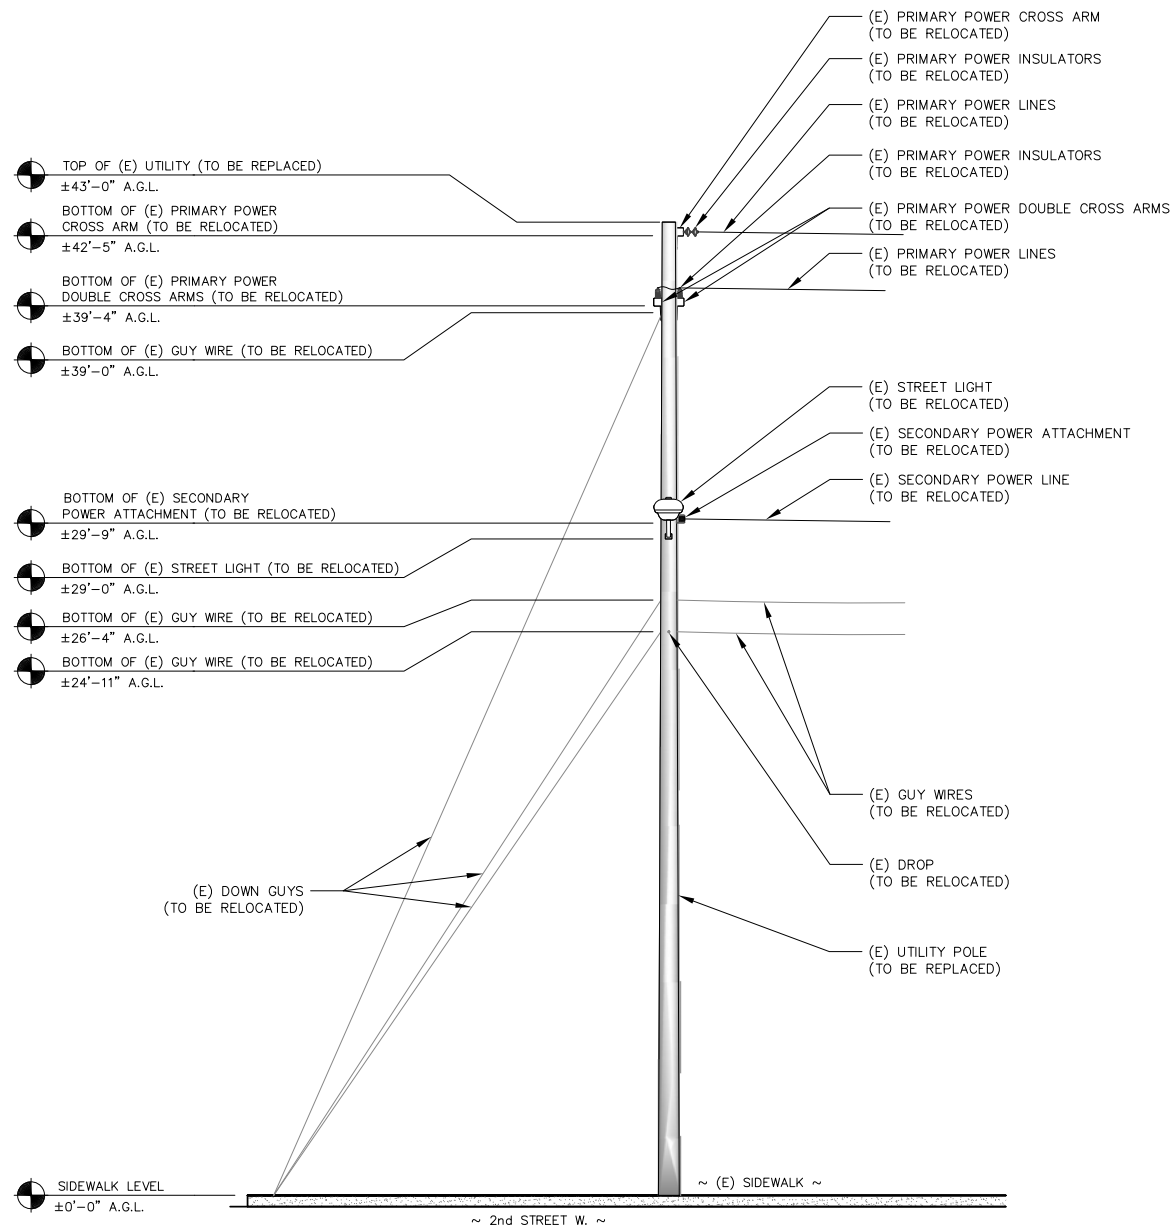 (E) PRIMARY POWER CROSS ARM
(TO BE RELOCATED)
(E) PRIMARY POWER INSULATORS
(TO BE RELOCATED)
(E) PRIMARY POWER LINES
(TO BE RELOCATED)
(E) PRIMARY POWER INSULATORS
(TO BE RELOCATED)
(E) PRIMARY POWER DOUBLE CROSS ARMS
(TO BE RELOCATED)
(E) PRIMARY POWER LINES
(TO BE RELOCATED)
TOP OF (E) UTILITY (TO BE REPLACED)
±43'-0" A.G.L.
BOTTOM OF (E) PRIMARY POWER
CROSS ARM (TO BE RELOCATED)
±42'-5" A.G.L.
BOTTOM OF (E) PRIMARY POWER
DOUBLE CROSS ARMS (TO BE RELOCATED)
±39'-4" A.G.L.
BOTTOM OF (E) GUY WIRE (TO BE RELOCATED)
±39'-0" A.G.L.
(E) STREET LIGHT
(TO BE RELOCATED)
(E) SECONDARY POWER ATTACHMENT
(TO BE RELOCATED)
(E) SECONDARY POWER LINE
(TO BE RELOCATED)
BOTTOM OF (E) SECONDARY
POWER ATTACHMENT (TO BE RELOCATED)
±29'-9" A.G.L.
BOTTOM OF (E) STREET LIGHT (TO BE RELOCATED)
±29'-0" A.G.L.
BOTTOM OF (E) GUY WIRE (TO BE RELOCATED)
±26'-4" A.G.L.
BOTTOM OF (E) GUY WIRE (TO BE RELOCATED)
±24'-11" A.G.L.
(E) GUY WIRES
(TO BE RELOCATED)
(E) DROP
(TO BE RELOCATED)
(E) DOWN GUYS
(TO BE RELOCATED)
(E) UTILITY POLE
(TO BE REPLACED)
SIDEWALK LEVEL
±0'-0" A.G.L.
~ (E) SIDEWALK ~
~ 2nd STREET W. ~